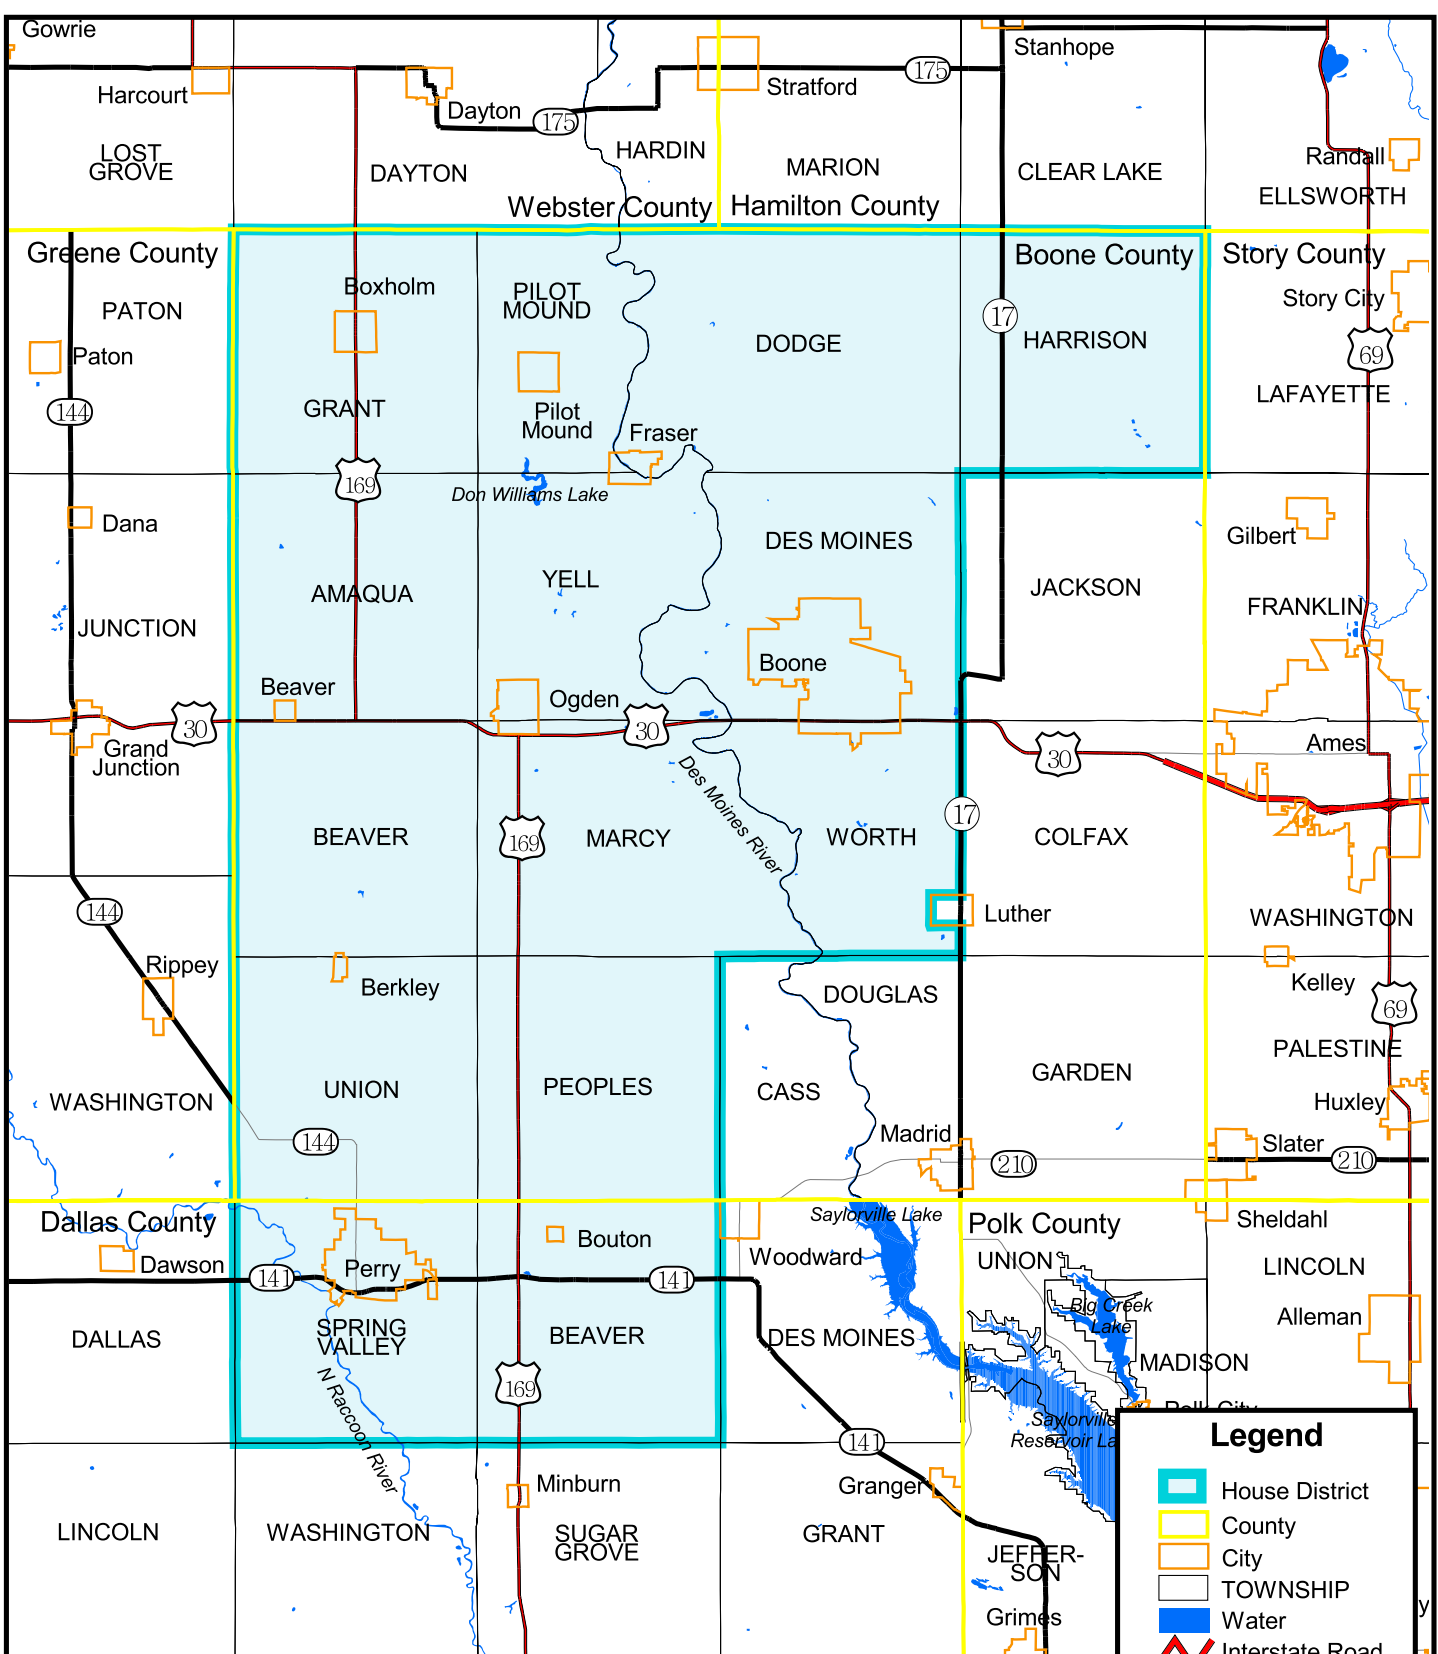 Gowrie
Stanhope
Harcourt
Dayton
175
175
Stratford
LOST
GROVE
DAYTON
HARDIN
MARION
CLEAR LAKE
Randall
ELLSWORTH
Webster County
Hamilton County
Greene County
Boone County
Story County
PATON
Boxholm
PILOT
MOUND
Story City
17
DODGE
HARRISON
69
Paton
LAFAYETTE
144
GRANT
Pilot
Mound
Fraser
169
Don Williams Lake
Dana
DES MOINES
Gilbert
AMAQUA
YELL
JACKSON
FRANKLIN
JUNCTION
Boone
Beaver
Ogden
30
30
30
Grand
Junction
Ames
Des Moines River
17
BEAVER
169
MARCY
WORTH
COLFAX
144
Luther
WASHINGTON
Rippey
Berkley
DOUGLAS
Kelley
69
PALESTINE
WASHINGTON
UNION
PEOPLES
CASS
GARDEN
Huxley
144
Madrid
210
Slater
210
Dallas County
Saylorville Lake
Polk County
Sheldahl
Dawson
Bouton
Woodward
UNION
LINCOLN
141
Perry
141
Big Creek
Lake
Alleman
DALLAS
SPRING
VALLEY
BEAVER
DES MOINES
MADISON
169
N Raccoon River
Polk City
Saylorville
Reservoir La
141
Legend
Minburn
Granger
House District
County
City
TOWNSHIP
Water
Interstate Road
LINCOLN
WASHINGTON
SUGAR
GROVE
GRANT
JEFFER-
SON
Grimes
y